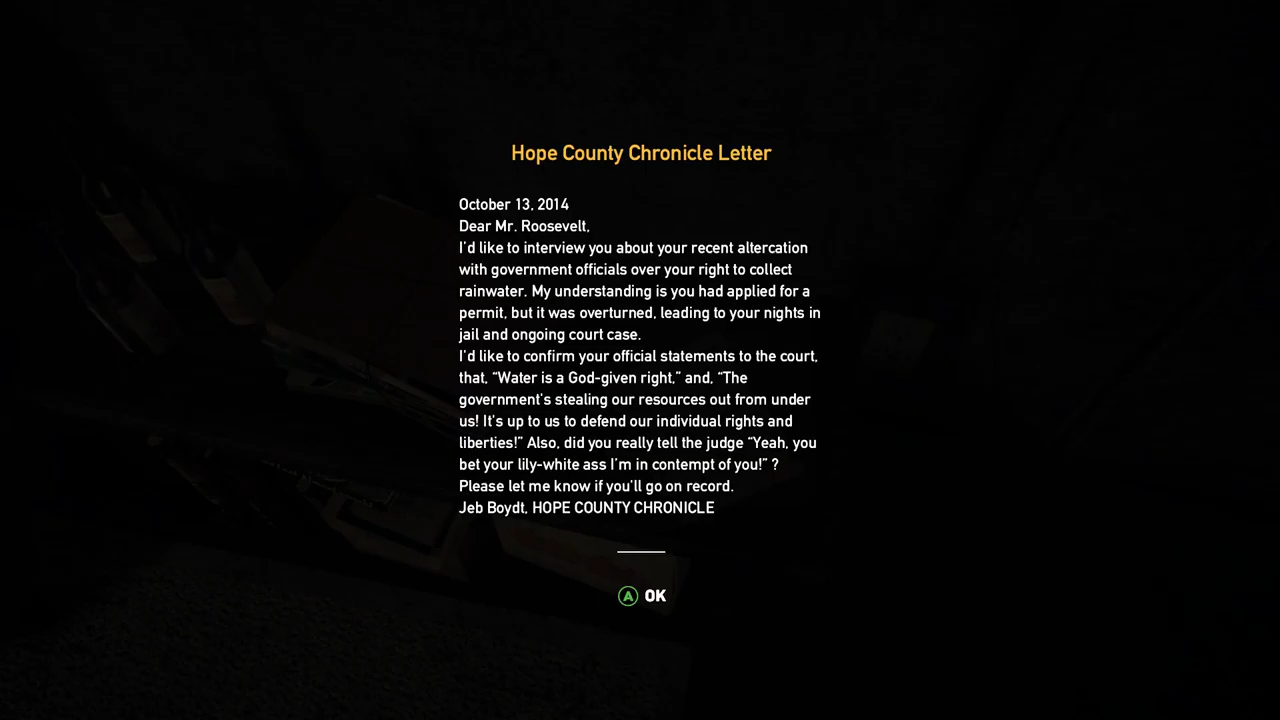 Hope County Chronicle Letter
October 13, 2014
Dear Mr. Roosevelt,
I'd like to interview you about your recent altercation
with government officials over your right to collect
rainwater. My understanding is you had applied for a
permit, but it was overturned, leading to your nights in
jail and ongoing court case.
I'd like to confirm your official statements to the court,
that, “Water is a God-given right,” and, “The
government's stealing our resources out from under
us! It's up to us to defend our individual rights and
liberties!” Also, did you really tell the judge “Yeah, you
bet your lily-white ass I'm in contempt of you!” ?
Please let me know if you'll go on record.
Jeb Boydt, HOPE COUNTY CHRONICLE
A OK